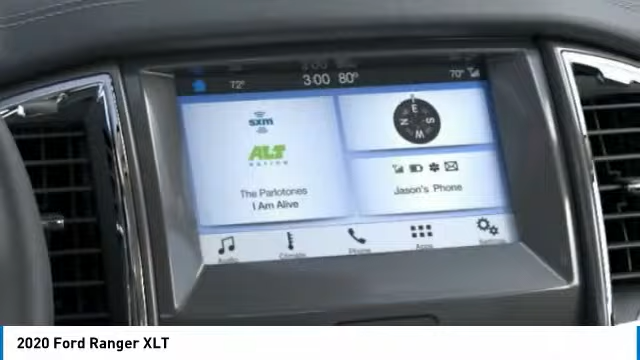 72° 3:00 80° 70°
sxm
ALT
NATION
The Parlotones
I Am Alive
E
N S
W
Jason's Phone
Audio Climate Phone Apps Settings
2020 Ford Ranger XLT